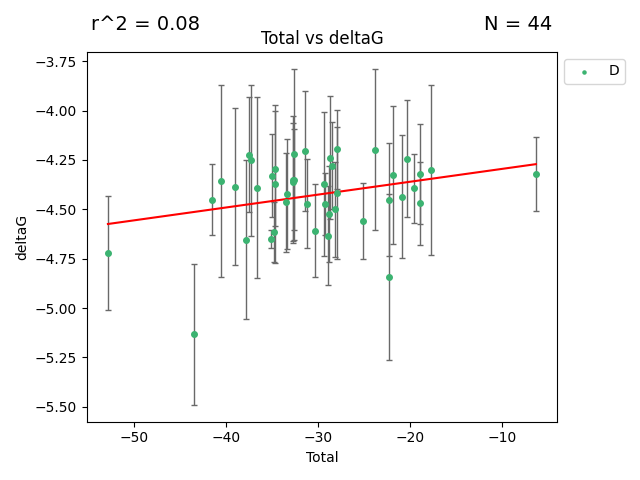 r^2 = 0.08
N = 44
Total vs deltaG
D
−3.75
−4.00
−4.25
−4.50
−4.75
−5.00
−5.25
−5.50
deltaG
−50
−40
−30
−20
−10
Total